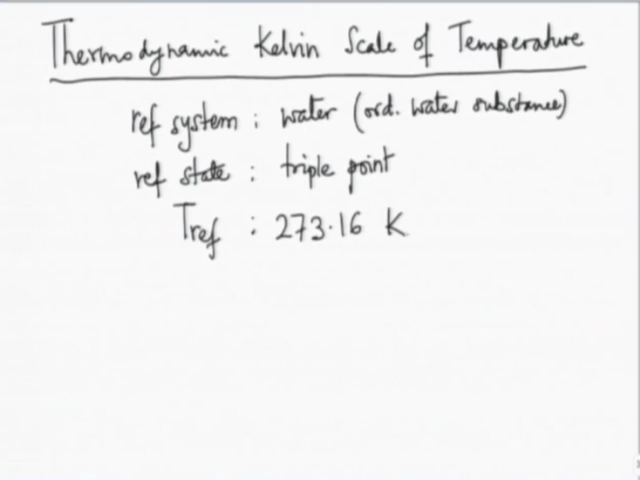 Thermodynamic Kelvin Scale of Temperature
ref system : water (ord. water substance)
ref state : triple point
Tref : 273.16 K